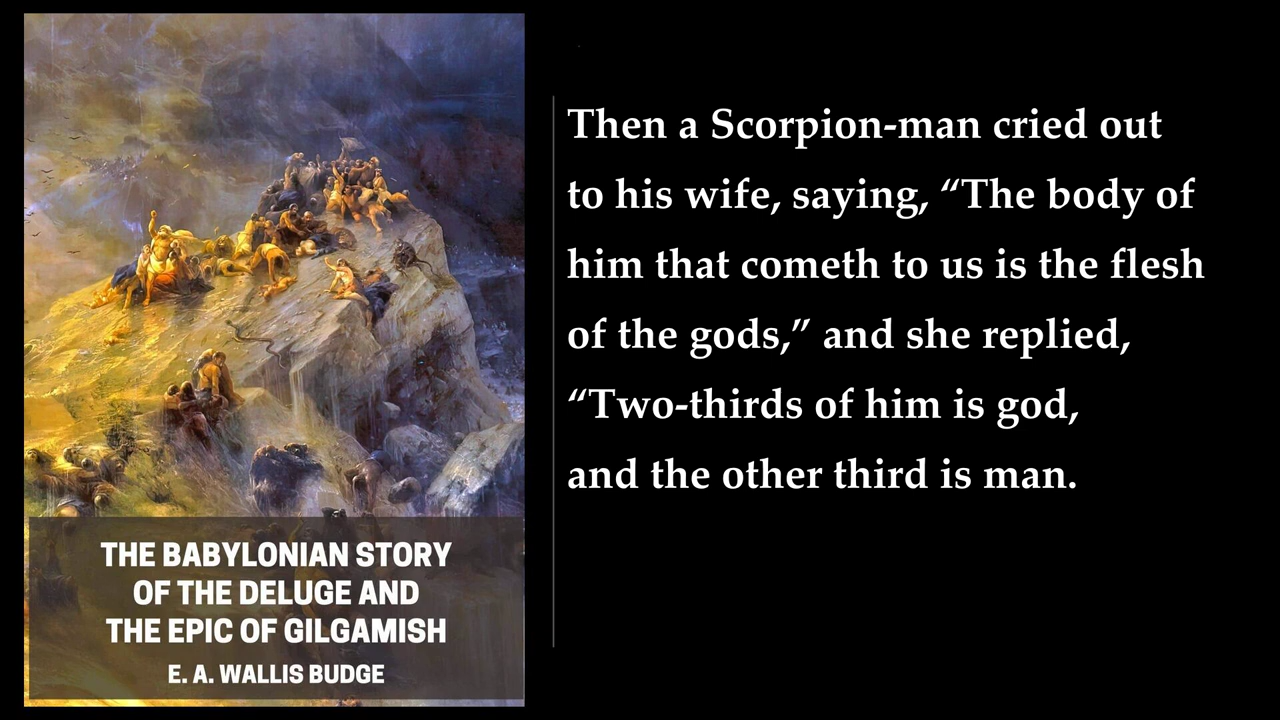 THE BABYLONIAN STORY
OF THE DELUGE AND
THE EPIC OF GILGAMISH
E. A. WALLIS BUDGE
Then a Scorpion-man cried out
to his wife, saying, “The body of
him that cometh to us is the flesh
of the gods,” and she replied,
“Two-thirds of him is god,
and the other third is man.